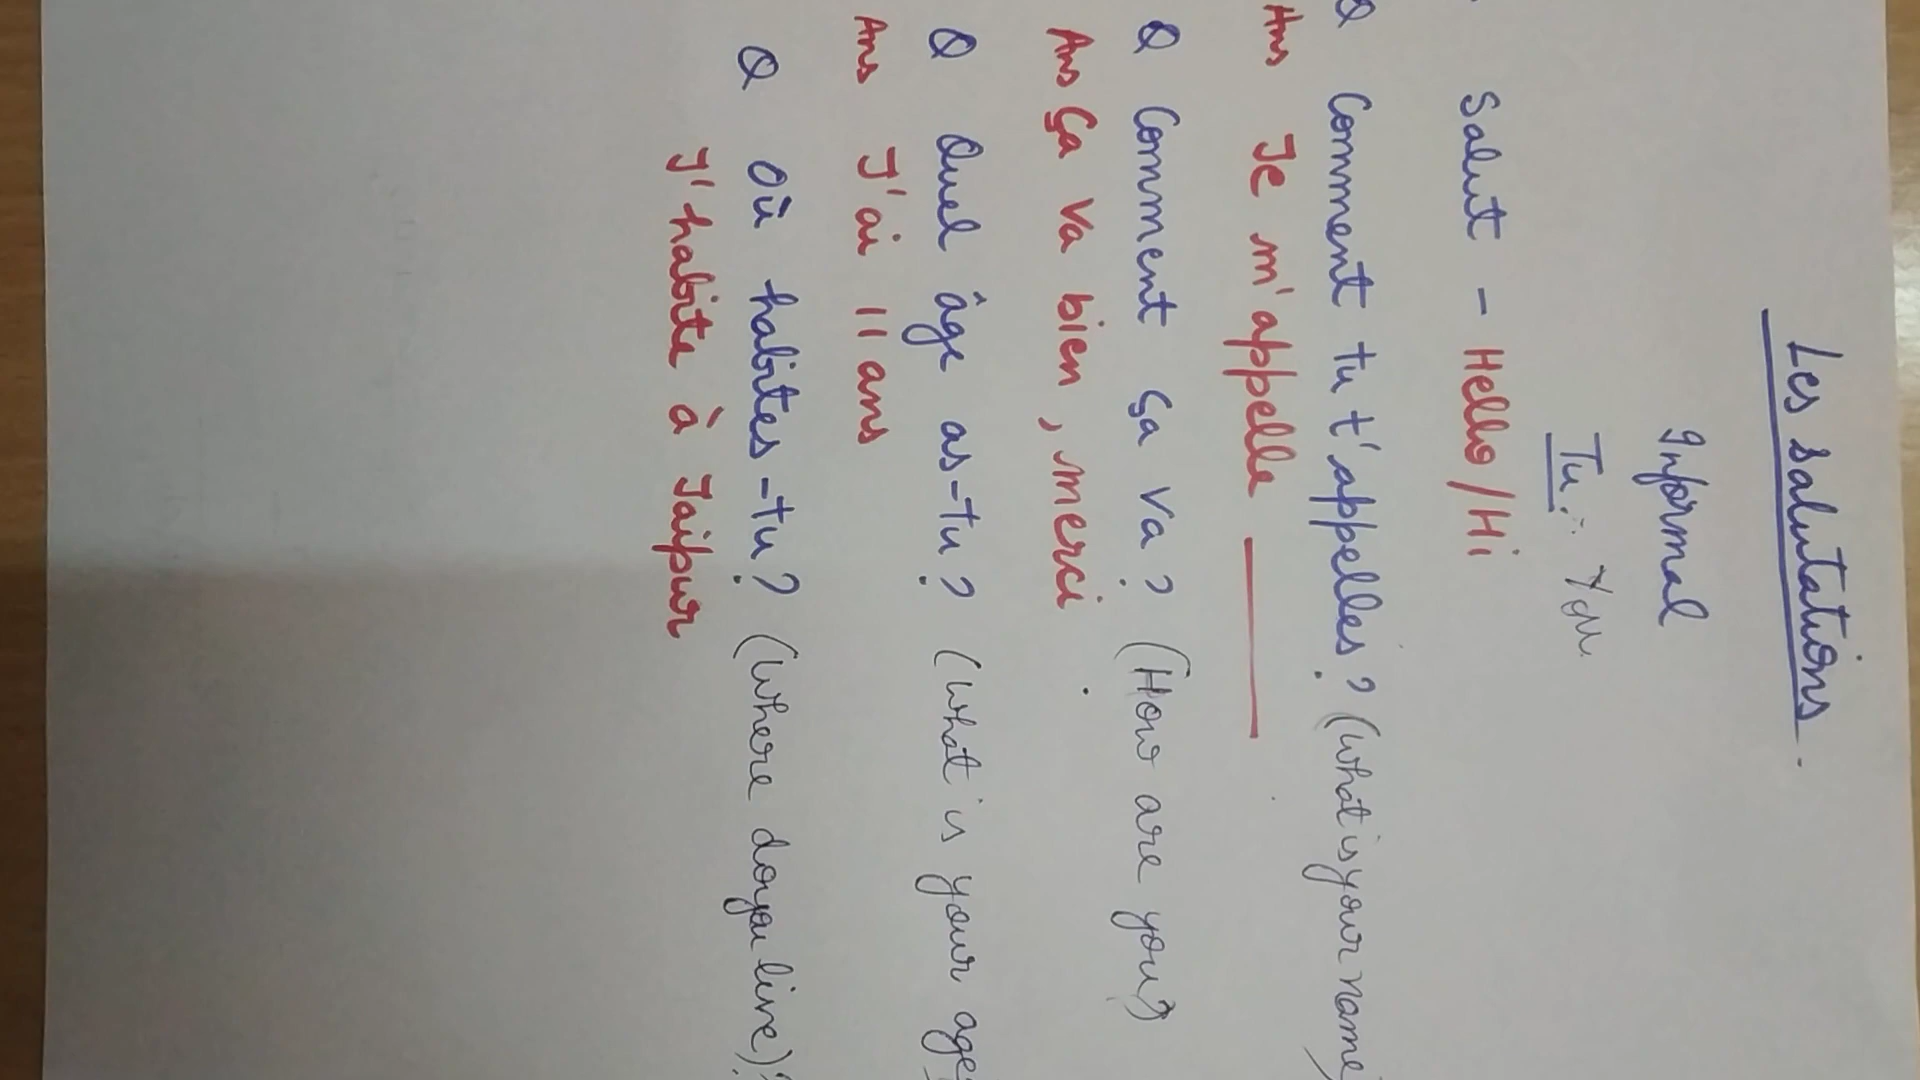 Les salutations.
Informal
Tu: You
Salut - Hello/Hi
Q Comment tu t'appelles? (What is your name)
Ans Je m'appelle ______
Q Comment ça va? (How are you?)
Ans Ça va bien, merci
Q Quel âge as-tu? (What is your age?
Ans J'ai 11 ans
Q Où habites-tu? (Where do you live)?
J'habite à Jaipur